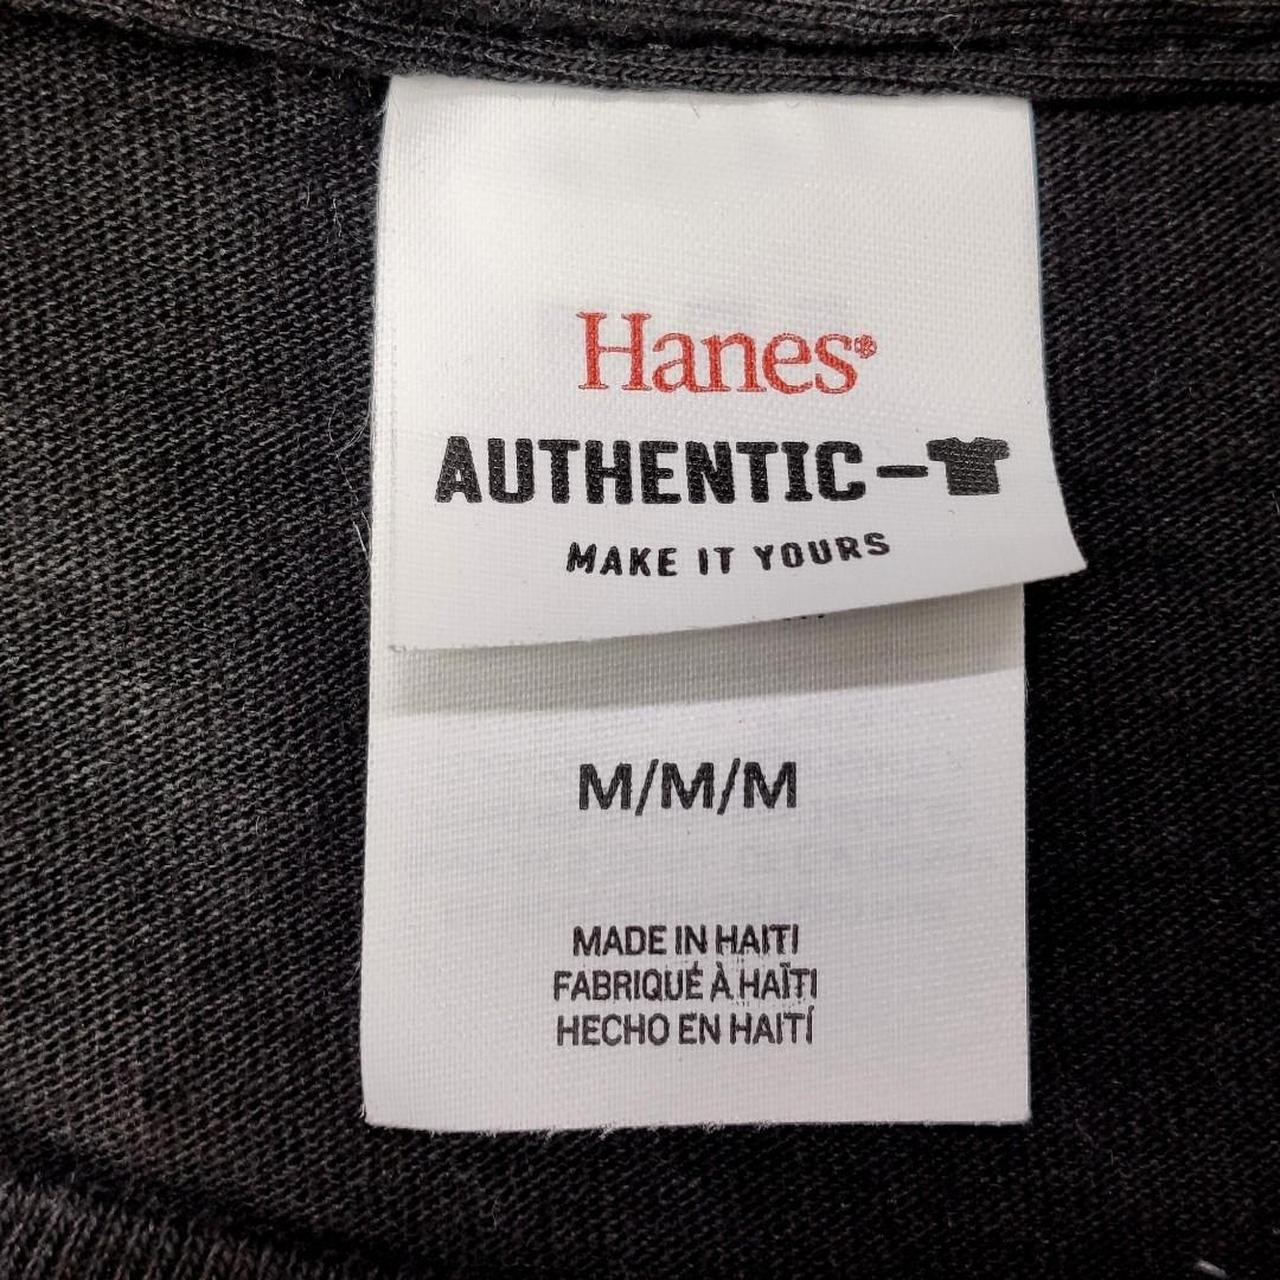 Hanes
AUTHENTIC-
MAKE IT YOURS
M/M/M
MADE IN HAITI
FABRIQUÉ À HAÏTI
HECHO EN HAITÍ